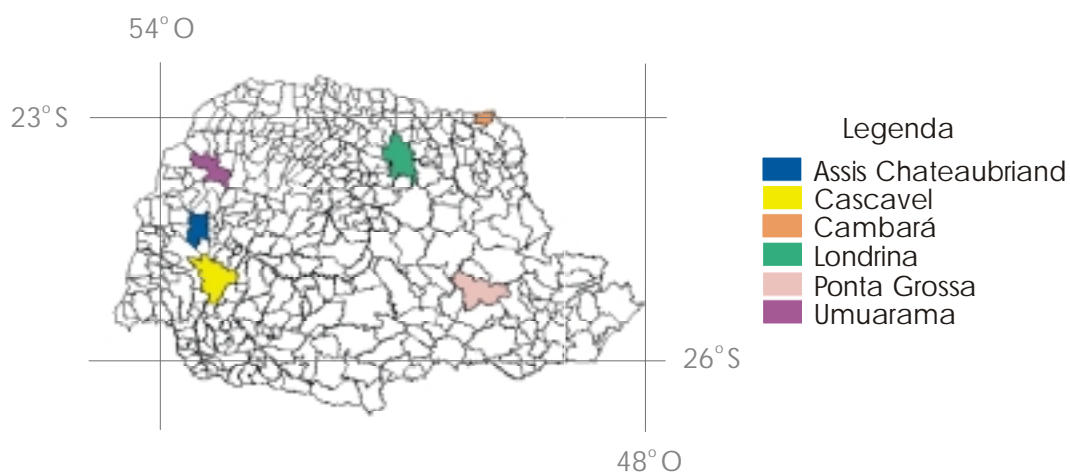 54° O
23° S
Legenda
Assis Chateaubriand
Cascavel
Cambará
Londrina
Ponta Grossa
Umuarama
26° S
48° O